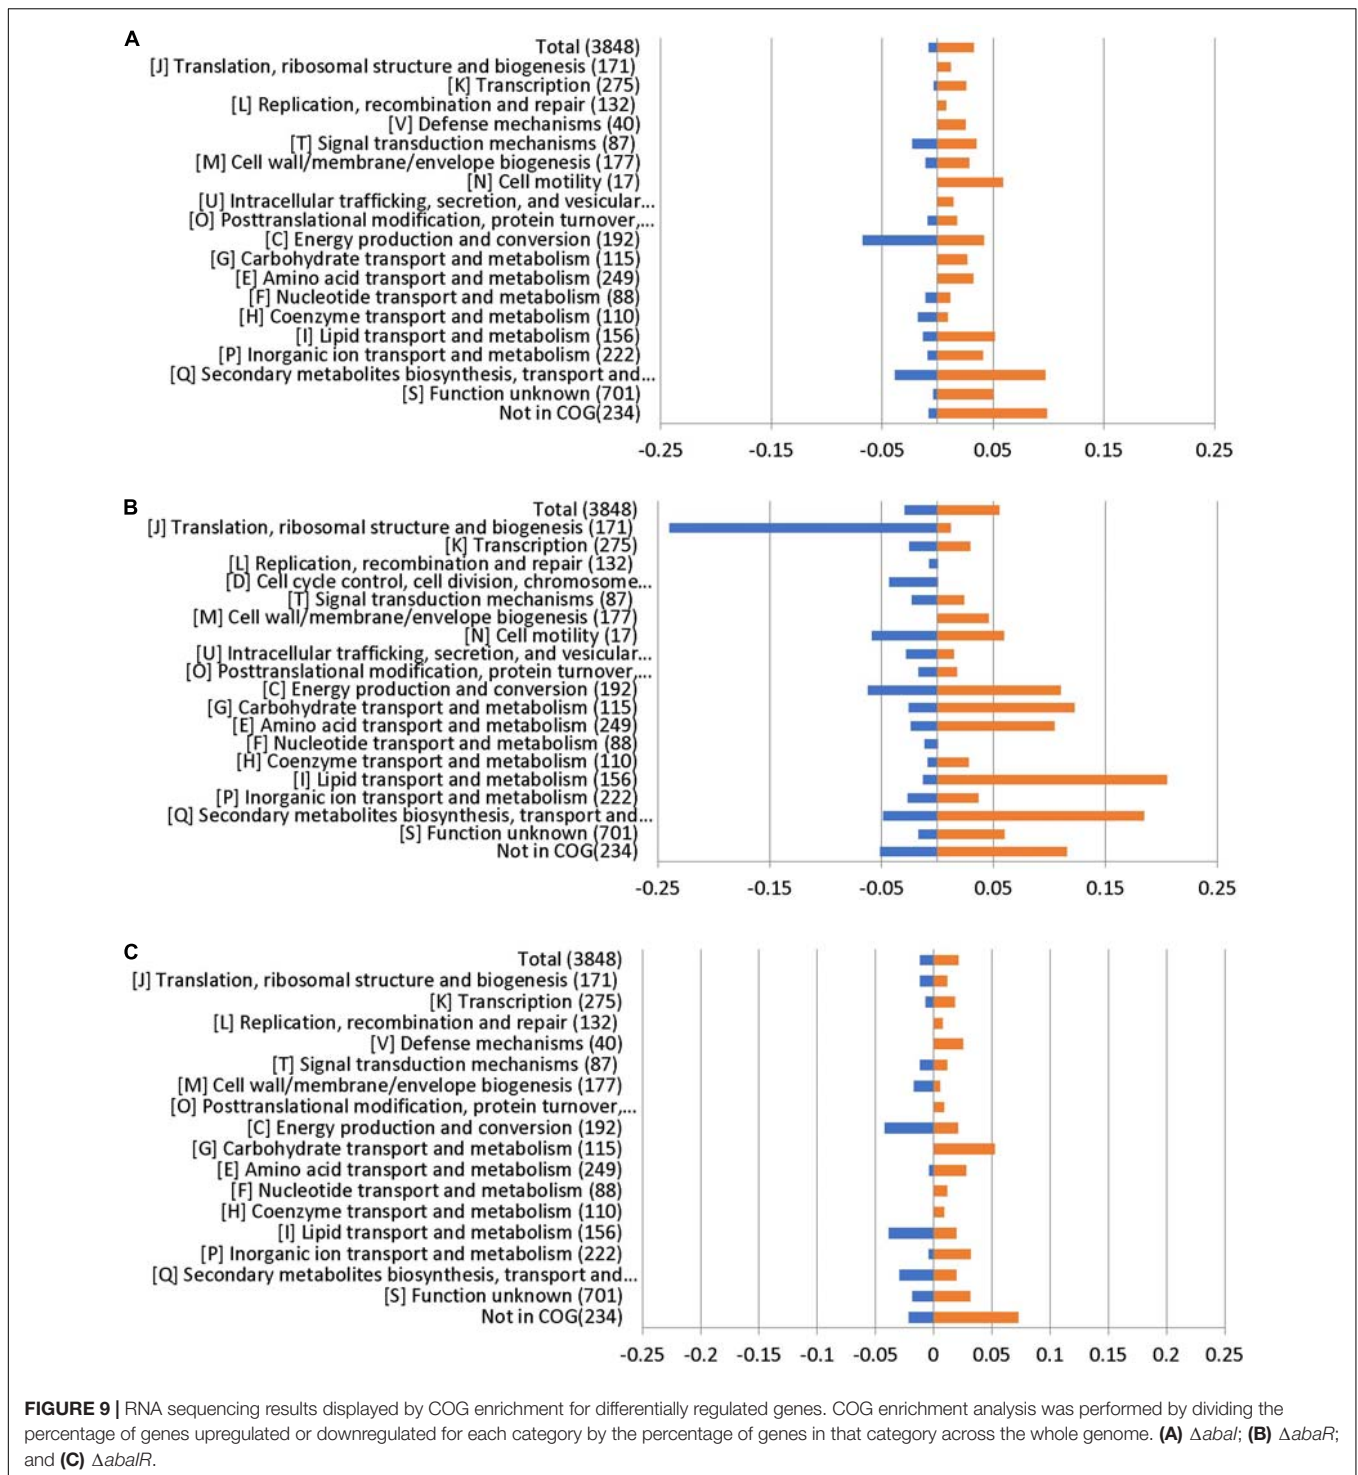 A
Total (3848)
[J] Translation, ribosomal structure and biogenesis (171)
[K] Transcription (275)
[L] Replication, recombination and repair (132)
[V] Defense mechanisms (40)
[T] Signal transduction mechanisms (87)
[M] Cell wall/membrane/envelope biogenesis (177)
[N] Cell motility (17)
[U] Intracellular trafficking, secretion, and vesicular...
[O] Posttranslational modification, protein turnover,...
[C] Energy production and conversion (192)
[G] Carbohydrate transport and metabolism (115)
[E] Amino acid transport and metabolism (249)
[F] Nucleotide transport and metabolism (88)
[H] Coenzyme transport and metabolism (110)
[I] Lipid transport and metabolism (156)
[P] Inorganic ion transport and metabolism (222)
[Q] Secondary metabolites biosynthesis, transport and...
[S] Function unknown (701)
Not in COG(234)
-0.25 -0.15 -0.05 0.05 0.15 0.25
B
Total (3848)
[J] Translation, ribosomal structure and biogenesis (171)
[K] Transcription (275)
[L] Replication, recombination and repair (132)
[D] Cell cycle control, cell division, chromosome...
[T] Signal transduction mechanisms (87)
[M] Cell wall/membrane/envelope biogenesis (177)
[N] Cell motility (17)
[U] Intracellular trafficking, secretion, and vesicular...
[O] Posttranslational modification, protein turnover,...
[C] Energy production and conversion (192)
[G] Carbohydrate transport and metabolism (115)
[E] Amino acid transport and metabolism (249)
[F] Nucleotide transport and metabolism (88)
[H] Coenzyme transport and metabolism (110)
[I] Lipid transport and metabolism (156)
[P] Inorganic ion transport and metabolism (222)
[Q] Secondary metabolites biosynthesis, transport and...
[S] Function unknown (701)
Not in COG(234)
-0.25 -0.15 -0.05 0.05 0.15 0.25
C
Total (3848)
[J] Translation, ribosomal structure and biogenesis (171)
[K] Transcription (275)
[L] Replication, recombination and repair (132)
[V] Defense mechanisms (40)
[T] Signal transduction mechanisms (87)
[M] Cell wall/membrane/envelope biogenesis (177)
[O] Posttranslational modification, protein turnover,...
[C] Energy production and conversion (192)
[G] Carbohydrate transport and metabolism (115)
[E] Amino acid transport and metabolism (249)
[F] Nucleotide transport and metabolism (88)
[H] Coenzyme transport and metabolism (110)
[I] Lipid transport and metabolism (156)
[P] Inorganic ion transport and metabolism (222)
[Q] Secondary metabolites biosynthesis, transport and...
[S] Function unknown (701)
Not in COG(234)
-0.25 -0.2 -0.15 -0.1 -0.05 0 0.05 0.1 0.15 0.2 0.25
FIGURE 9 | RNA sequencing results displayed by COG enrichment for differentially regulated genes. COG enrichment analysis was performed by dividing the
percentage of genes upregulated or downregulated for each category by the percentage of genes in that category across the whole genome. (A) ΔabaI; (B) ΔabaR;
and (C) ΔabaIR.